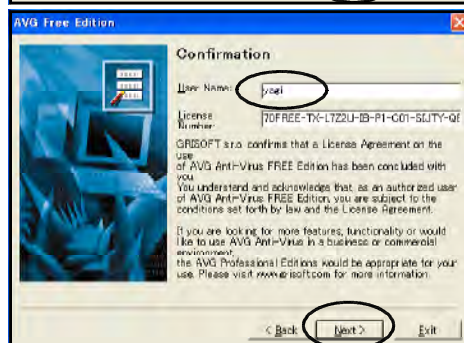 AVG Free Edition
Confirmation
User Name:
yagi
License
Number:
70FREE-TX-L7Z2U-IB-P1-C01-SIJTY-QE
GRISOFT s.r.o. confirms that a License Agreement on the
use
of AVG Anti-Virus FREE Edition has been concluded with
you.
You understand and acknowledge that, as an authorized user
of AVG Anti-Virus FREE Edition, you are subject to the
conditions set forth by law and the License Agreement.
If you are looking for more features, functionality or would
like to use AVG Anti-Virus in a business or commercial
environment,
the AVG Professional Editions would be appropriate for your
use. Please visit www.grisoft.com for more information.
< Back
Next >
Exit